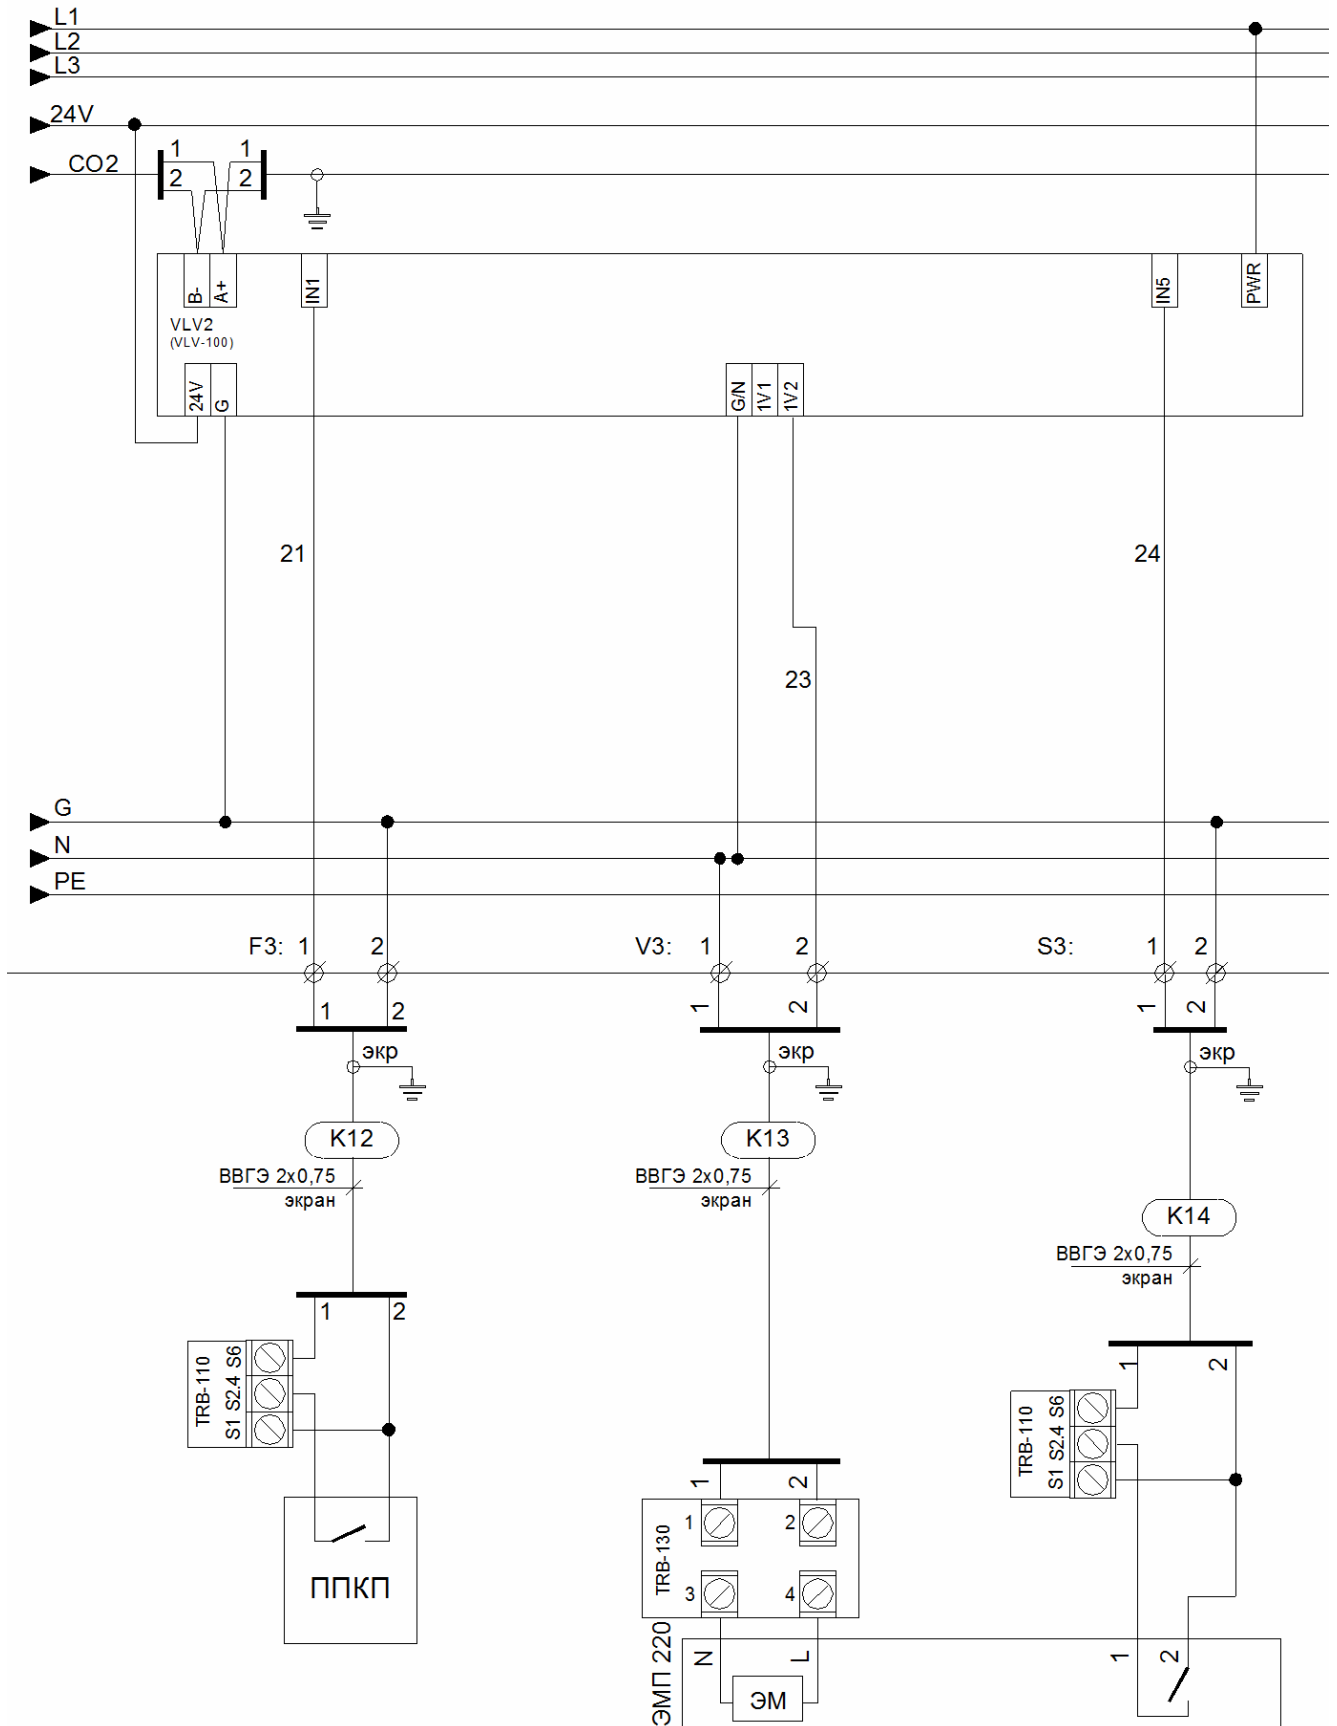 L1
L2
L3
24V
CO2
1
2
1
2
B-
A+
IN1
IN5
PWR
VLV2
(VLV-100)
24V
G
G/N
1V1
1V2
21
24
23
G
N
PE
F3: 1 2
V3: 1 2
S3: 1 2
1 2
1 2
1 2
экр
экр
экр
К12
К13
К14
ВВГЭ 2х0,75
экран
ВВГЭ 2х0,75
экран
ВВГЭ 2х0,75
экран
1 2
TRB-110
S1 S2.4 S6
ППКП
1 2
TRB-130
1 2
3 4
ЭМП 220
N L
ЭМ
1 2
TRB-110
S1 S2.4 S6
1 2